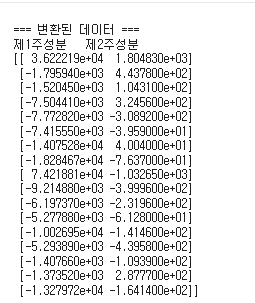 === 변환된 데이터 ===
제1주성분 제2주성분
[[ 3.622219e+04 1.804830e+03]
[-1.795940e+03 4.437800e+02]
[-1.520450e+03 1.043100e+02]
[-7.504410e+03 3.245600e+02]
[-7.772820e+03 -3.089200e+02]
[-7.415550e+03 -3.959000e+01]
[-1.407528e+04 4.004000e+01]
[-1.828467e+04 -7.637000e+01]
[ 7.421881e+04 -1.032650e+03]
[-9.214880e+03 -3.999600e+02]
[-6.197370e+03 -2.319600e+02]
[-5.277880e+03 -6.128000e+01]
[-1.002695e+04 -1.414600e+02]
[-5.293890e+03 -4.395800e+02]
[-1.407660e+03 -1.093900e+02]
[-1.373520e+03 2.877700e+02]
[-1.327972e+04 -1.641400e+02]]